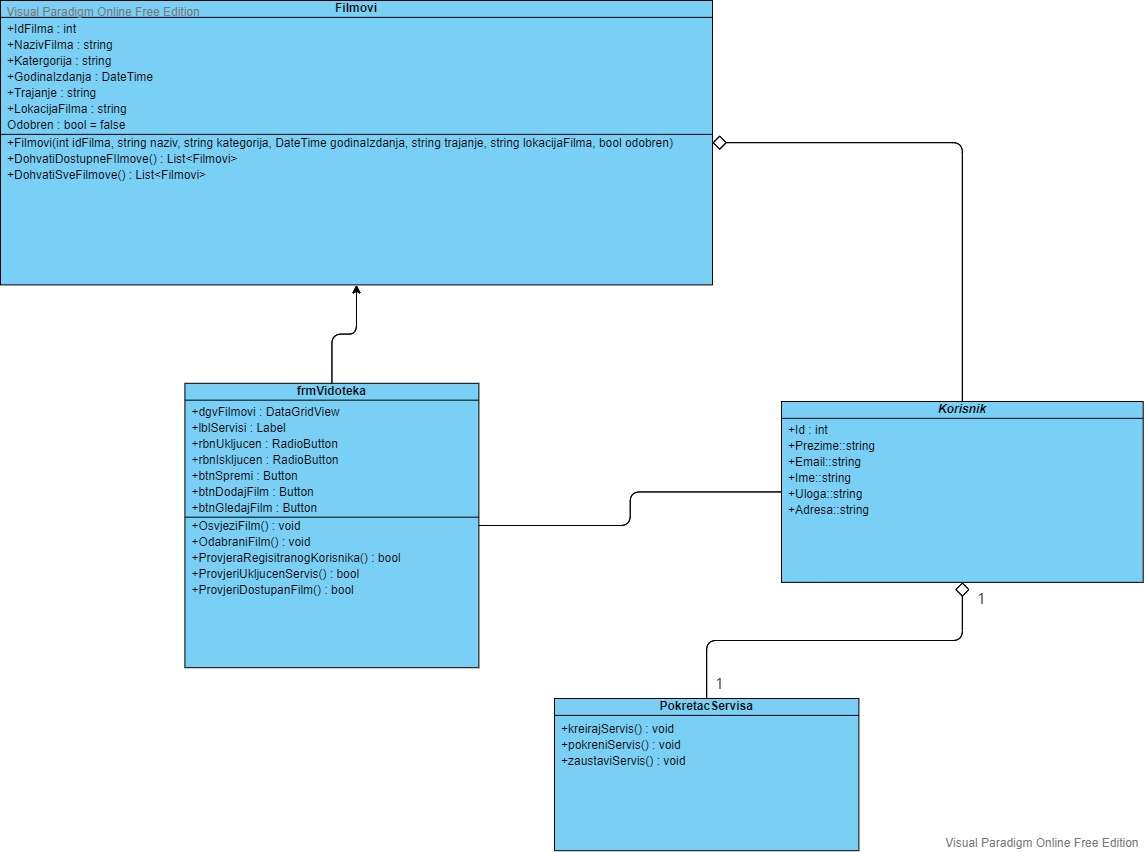 Visual Paradigm Online Free Edition
Filmovi
+IdFilma : int
+NazivFilma : string
+Katergorija : string
+GodinaIzdanja : DateTime
+Trajanje : string
+LokacijaFilma : string
Odobren : bool = false
+Filmovi(int idFilma, string naziv, string kategorija, DateTime godinaIzdanja, string trajanje, string lokacijaFilma, bool odobren)
+DohvatiDostupneFIlmove() : List<Filmovi>
+DohvatiSveFilmove() : List<Filmovi>
frmVidoteka
+dgvFilmovi : DataGridView
+lblServisi : Label
+rbnUkljucen : RadioButton
+rbnIskljucen : RadioButton
+btnSpremi : Button
+btnDodajFilm : Button
+btnGledajFilm : Button
+OsvjeziFilm() : void
+OdabraniFilm() : void
+ProvjeraRegisitranogKorisnika() : bool
+ProvjeriUkljucenServis() : bool
+ProvjeriDostupanFilm() : bool
Korisnik
+Id : int
+Prezime::string
+Email::string
+Ime::string
+Uloga::string
+Adresa::string
1
1
PokretacServisa
+kreirajServis() : void
+pokreniServis() : void
+zaustaviServis() : void
Visual Paradigm Online Free Edition